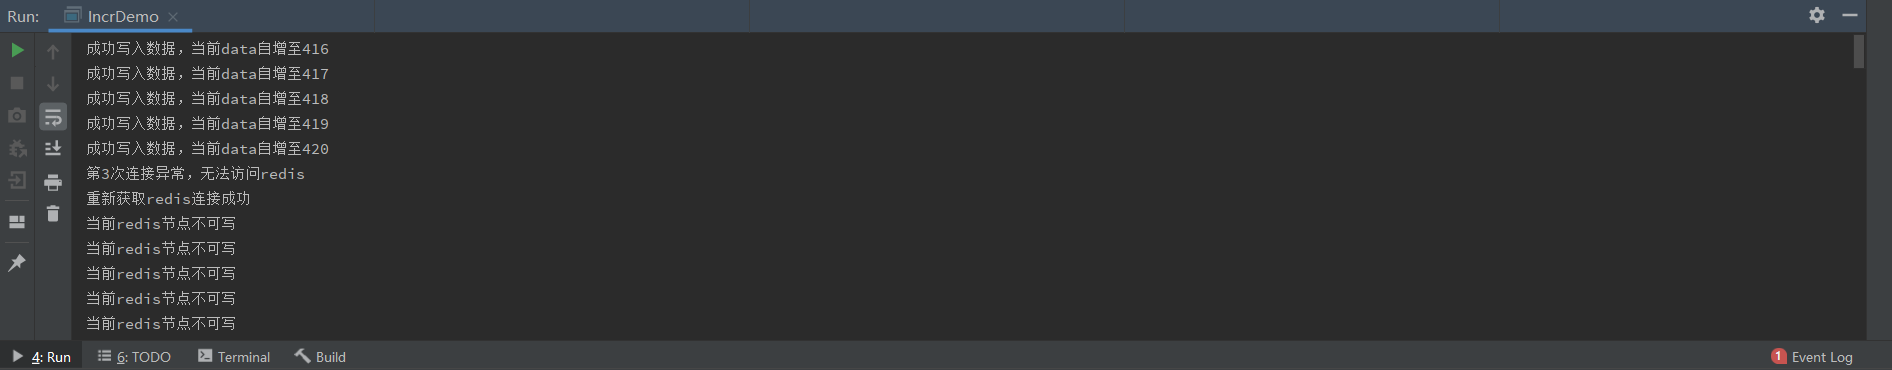 Run: IncrDemo
成功写入数据，当前data自增至416
成功写入数据，当前data自增至417
成功写入数据，当前data自增至418
成功写入数据，当前data自增至419
成功写入数据，当前data自增至420
第3次连接异常，无法访问redis
重新获取redis连接成功
当前redis节点不可写
当前redis节点不可写
当前redis节点不可写
当前redis节点不可写
当前redis节点不可写
4: Run 6: TODO Terminal Build 1 Event Log